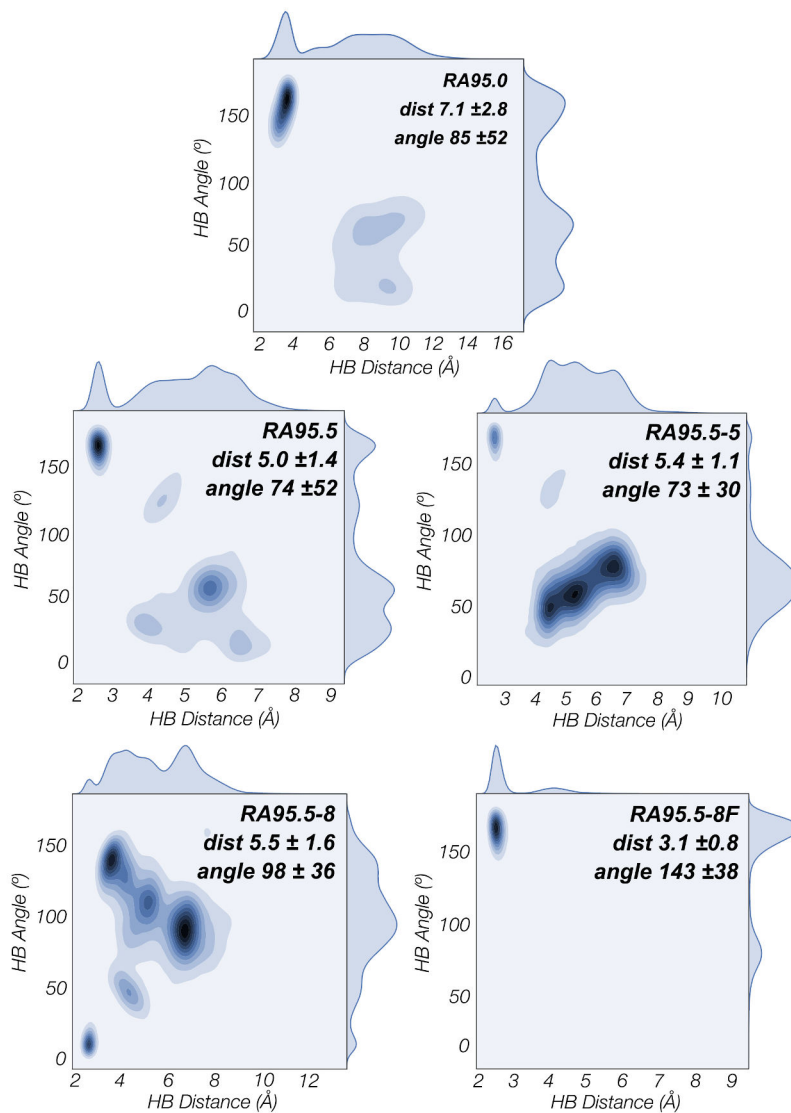 RA95.0
dist 7.1 ±2.8
angle 85 ±52
HB Angle (º)
150
100
50
0
2 4 6 8 10 12 14 16
HB Distance (Å)
RA95.5
dist 5.0 ±1.4
angle 74 ±52
HB Angle (º)
150
100
50
0
2 3 4 5 6 7 8 9
HB Distance (Å)
RA95.5-5
dist 5.4 ± 1.1
angle 73 ± 30
HB Angle (º)
150
100
50
0
3 4 5 6 7 8 9 10
HB Distance (Å)
RA95.5-8
dist 5.5 ± 1.6
angle 98 ± 36
HB Angle (º)
150
100
50
0
2 4 6 8 10 12
HB Distance (Å)
RA95.5-8F
dist 3.1 ±0.8
angle 143 ±38
HB Angle (º)
150
100
50
0
2 3 4 5 6 7 8 9
HB Distance (Å)